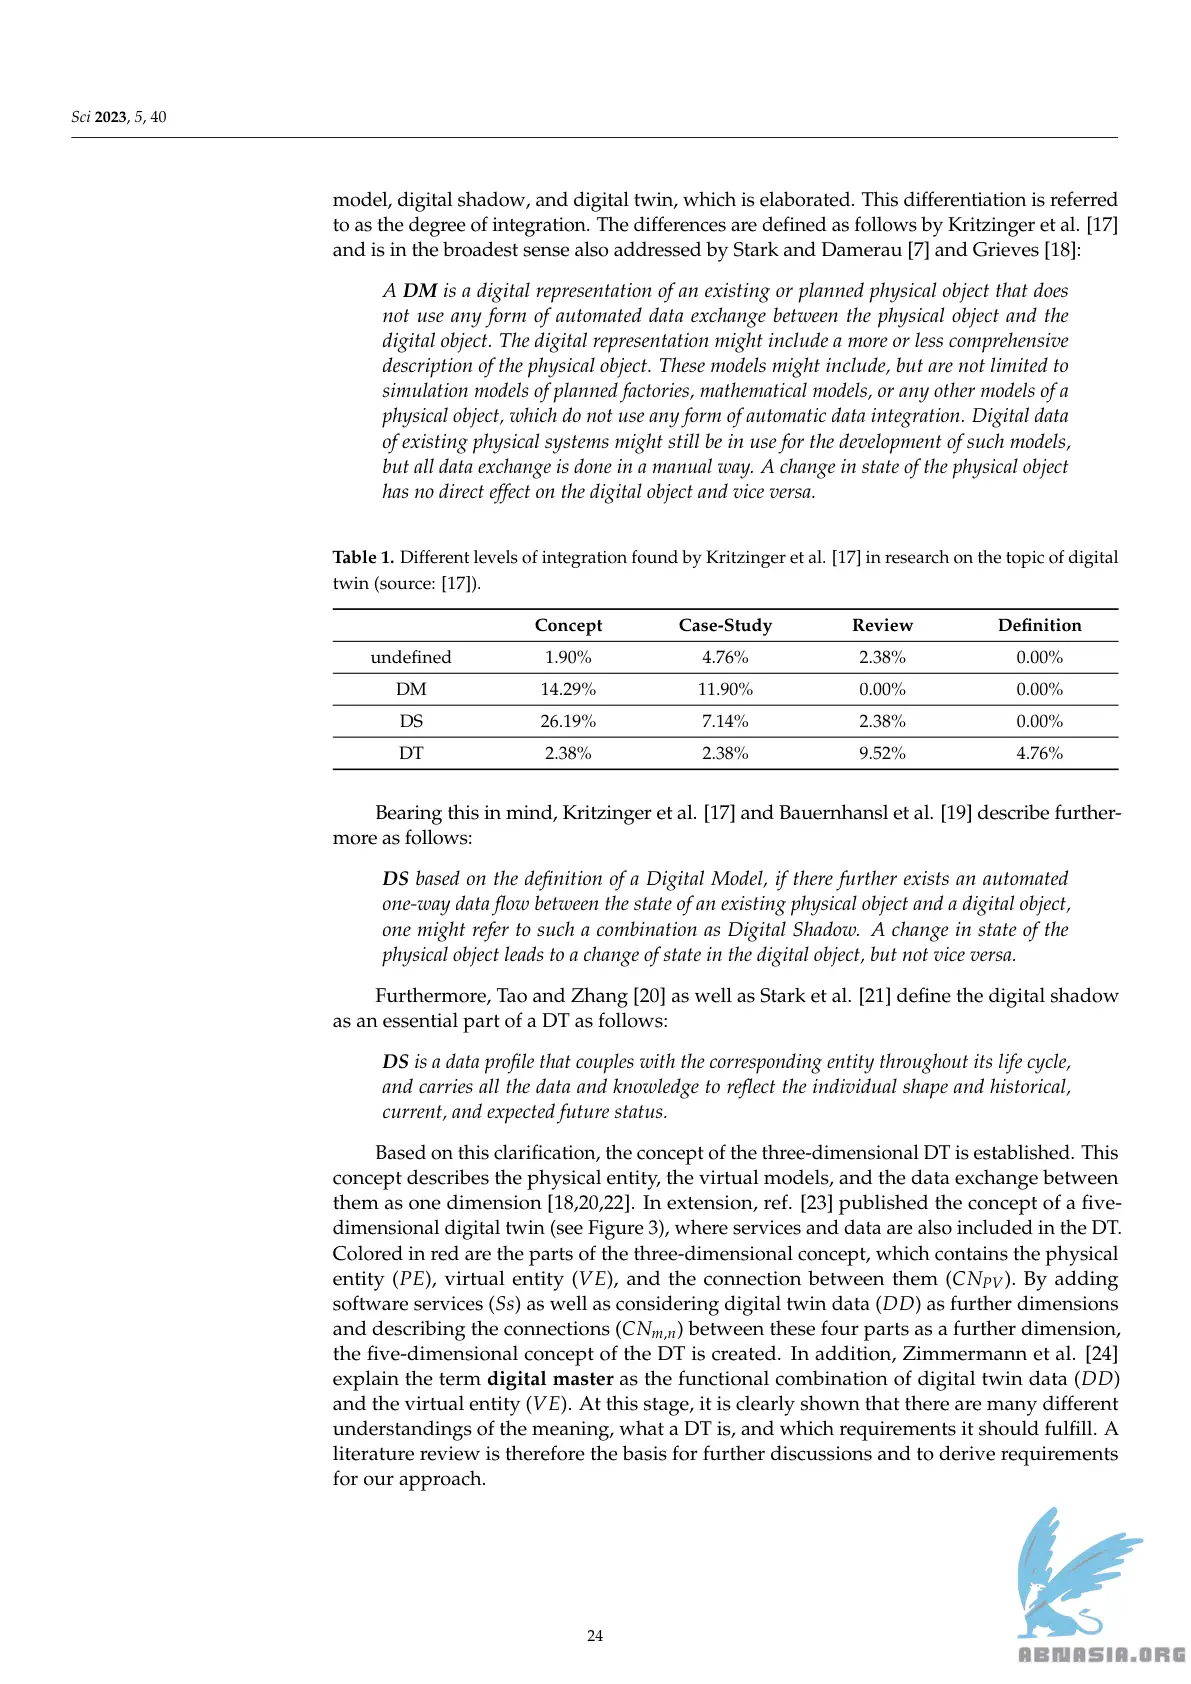 Sci 2023, 5, 40
model, digital shadow, and digital twin, which is elaborated. This differentiation is referred
to as the degree of integration. The differences are defined as follows by Kritzinger et al. [17]
and is in the broadest sense also addressed by Stark and Damerau [7] and Grieves [18]:
A DM is a digital representation of an existing or planned physical object that does
not use any form of automated data exchange between the physical object and the
digital object. The digital representation might include a more or less comprehensive
description of the physical object. These models might include, but are not limited to
simulation models of planned factories, mathematical models, or any other models of a
physical object, which do not use any form of automatic data integration. Digital data
of existing physical systems might still be in use for the development of such models,
but all data exchange is done in a manual way. A change in state of the physical object
has no direct effect on the digital object and vice versa.
Table 1. Different levels of integration found by Kritzinger et al. [17] in research on the topic of digital
twin (source: [17]).
Concept Case-Study Review Definition
undefined 1.90% 4.76% 2.38% 0.00%
DM 14.29% 11.90% 0.00% 0.00%
DS 26.19% 7.14% 2.38% 0.00%
DT 2.38% 2.38% 9.52% 4.76%
Bearing this in mind, Kritzinger et al. [17] and Bauernhansl et al. [19] describe further-
more as follows:
DS based on the definition of a Digital Model, if there further exists an automated
one-way data flow between the state of an existing physical object and a digital object,
one might refer to such a combination as Digital Shadow. A change in state of the
physical object leads to a change of state in the digital object, but not vice versa.
Furthermore, Tao and Zhang [20] as well as Stark et al. [21] define the digital shadow
as an essential part of a DT as follows:
DS is a data profile that couples with the corresponding entity throughout its life cycle,
and carries all the data and knowledge to reflect the individual shape and historical,
current, and expected future status.
Based on this clarification, the concept of the three-dimensional DT is established. This
concept describes the physical entity, the virtual models, and the data exchange between
them as one dimension [18,20,22]. In extension, ref. [23] published the concept of a five-
dimensional digital twin (see Figure 3), where services and data are also included in the DT.
Colored in red are the parts of the three-dimensional concept, which contains the physical
entity (PE), virtual entity (VE), and the connection between them (CNPV). By adding
software services (Ss) as well as considering digital twin data (DD) as further dimensions
and describing the connections (CNm,n) between these four parts as a further dimension,
the five-dimensional concept of the DT is created. In addition, Zimmermann et al. [24]
explain the term digital master as the functional combination of digital twin data (DD)
and the virtual entity (VE). At this stage, it is clearly shown that there are many different
understandings of the meaning, what a DT is, and which requirements it should fulfill. A
literature review is therefore the basis for further discussions and to derive requirements
for our approach.
24
ABNASIA.ORG